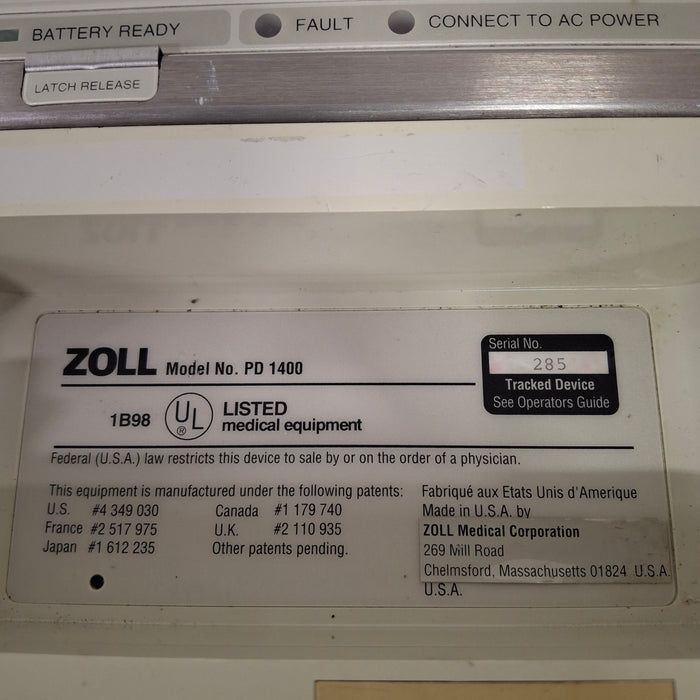 BATTERY READY FAULT CONNECT TO AC POWER
LATCH RELEASE
ZOLL Model No. PD 1400
Serial No.
285
Tracked Device
See Operators Guide
1B98 UL ® LISTED
medical equipment
Federal (U.S.A.) law restricts this device to sale by or on the order of a physician.
This equipment is manufactured under the following patents:
U.S. #4 349 030 Canada #1 179 740
France #2 517 975 U.K. #2 110 935
Japan #1 612 235 Other patents pending.
Fabriqué aux Etats Unis d'Amerique
Made in U.S.A. by
ZOLL Medical Corporation
269 Mill Road
Chelmsford, Massachusetts 01824 U.S.A.
U.S.A.